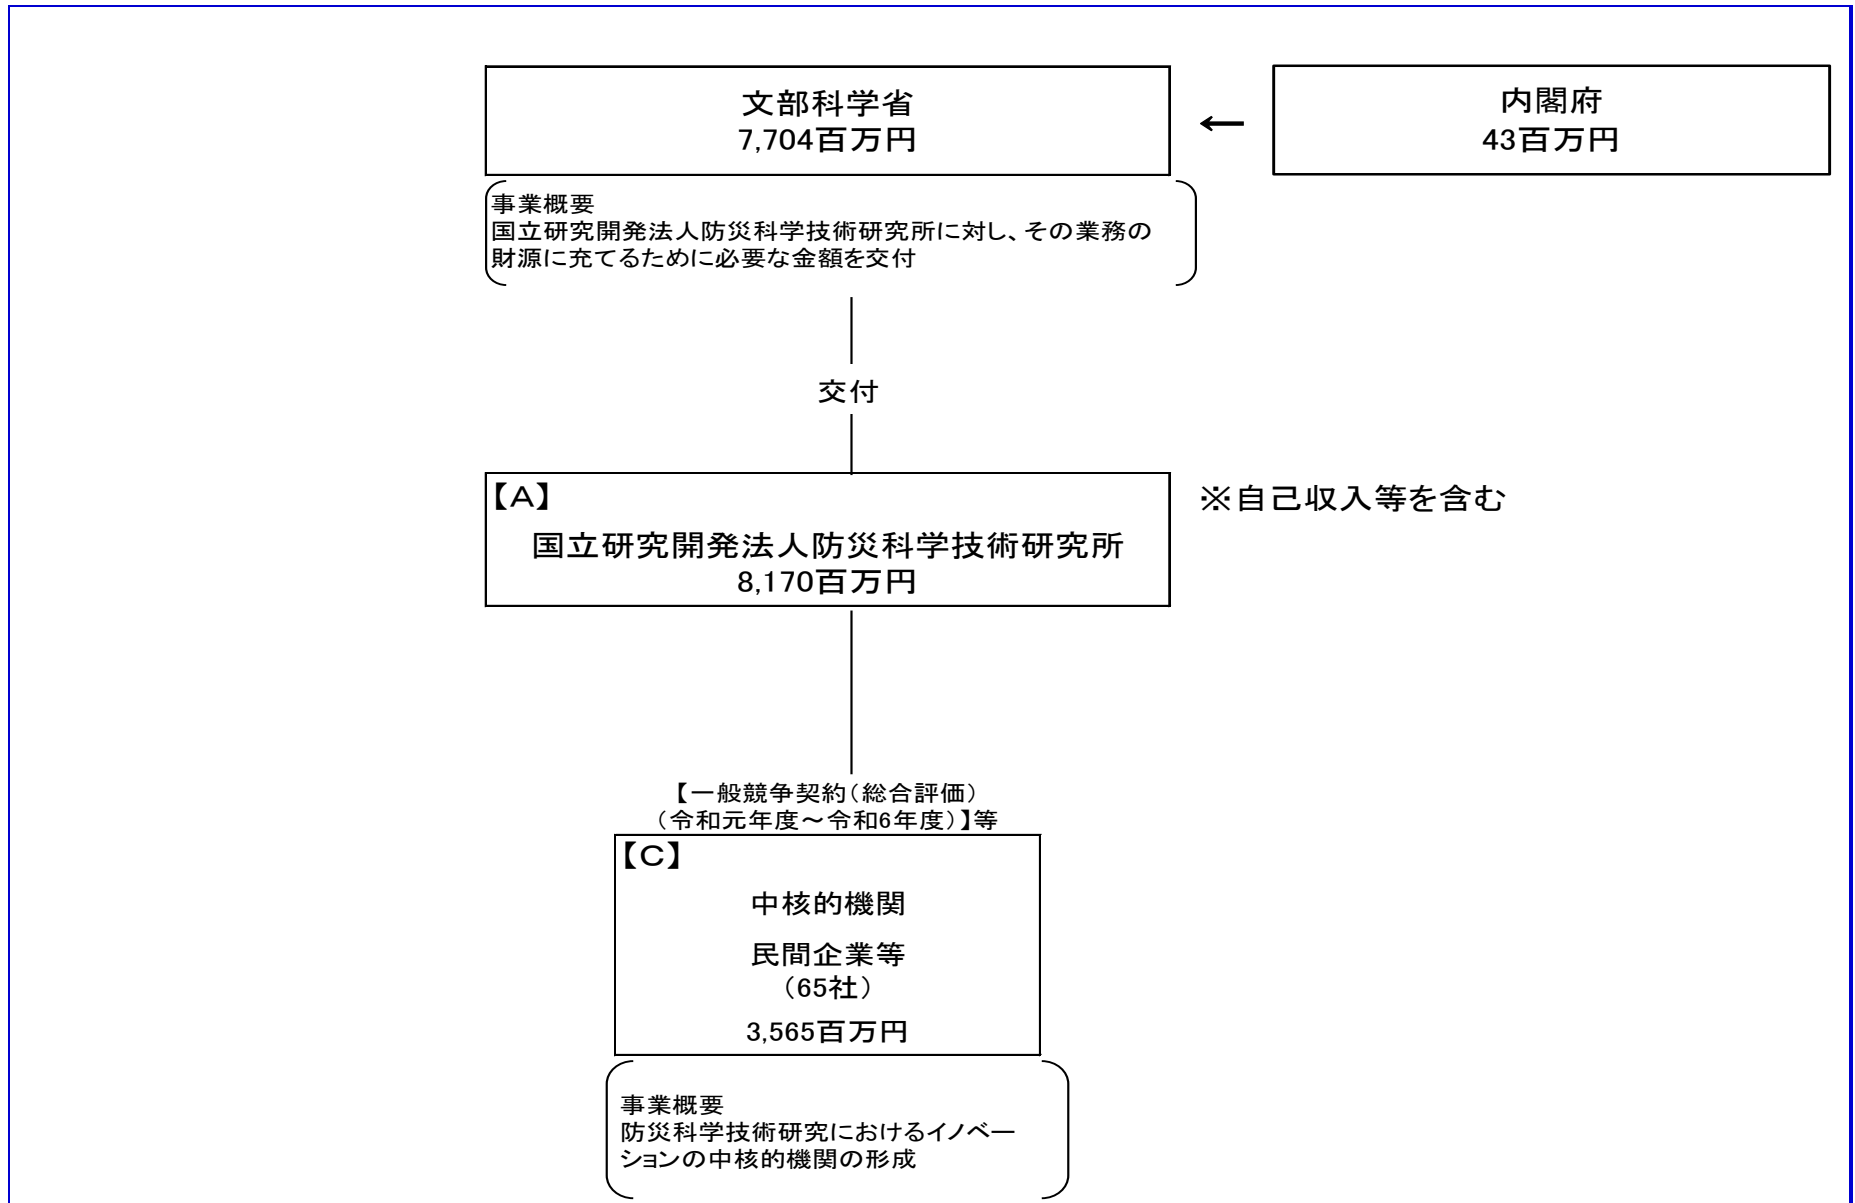 文部科学省
7,704百万円
←
内閣府
43百万円
事業概要
国立研究開発法人防災科学技術研究所に対し、その業務の
財源に充てるために必要な金額を交付
交付
【A】
国立研究開発法人防災科学技術研究所
8,170百万円
※自己収入等を含む
【一般競争契約（総合評価）
（令和元年度～令和6年度）】等
【C】
中核的機関
民間企業等
（65社）
3,565百万円
事業概要
防災科学技術研究におけるイノベー
ションの中核的機関の形成